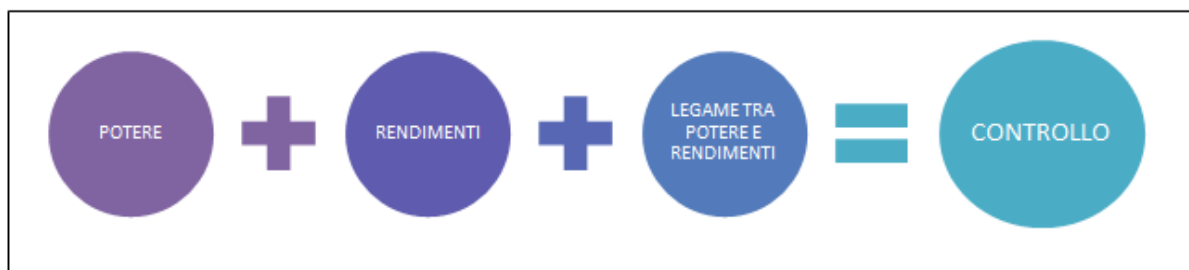 POTERE
RENDIMENTI
LEGAME TRA
POTERE E
RENDIMENTI
CONTROLLO